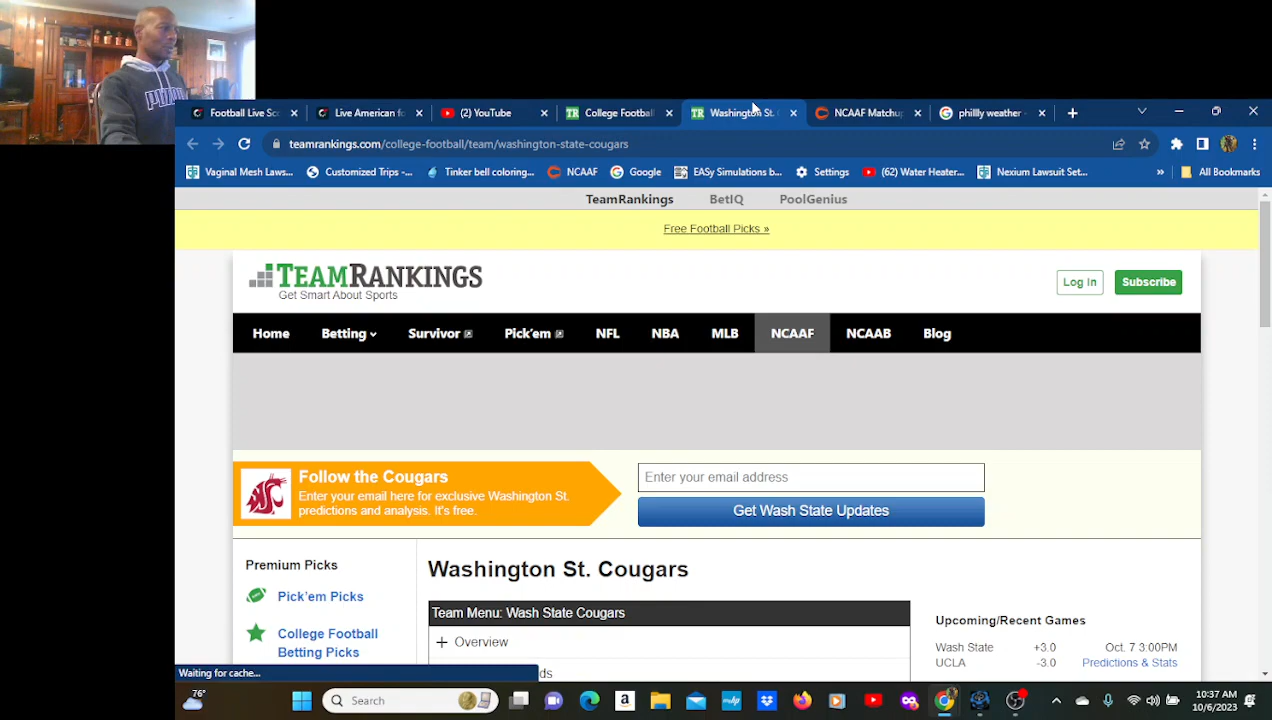 Football Live Sc
Live American fo
(2) YouTube
College Football
Washington St.
NCAAF Matchup
phillly weather -
teamrankings.com/college-football/team/washington-state-cougars
Vaginal Mesh Laws...
Customized Trips -...
Tinker bell coloring...
NCAAF
Google
EASy Simulations b...
Settings
(62) Water Heater...
Nexium Lawsuit Set...
»
All Bookmarks
TeamRankings
BetIQ
PoolGenius
Free Football Picks »
TEAMRANKINGS
Get Smart About Sports
Log In
Subscribe
Home
Betting
Survivor
Pick'em
NFL
NBA
MLB
NCAAF
NCAAB
Blog
Follow the Cougars
Enter your email here for exclusive Washington St.
predictions and analysis. It's free.
Enter your email address
Get Wash State Updates
Premium Picks
Pick'em Picks
College Football
Betting Picks
Washington St. Cougars
Team Menu: Wash State Cougars
+ Overview
ds
Upcoming/Recent Games
Wash State +3.0 Oct. 7 3:00PM
UCLA -3.0 Predictions & Stats
Waiting for cache...
76°
Search
10:37 AM
10/6/2023